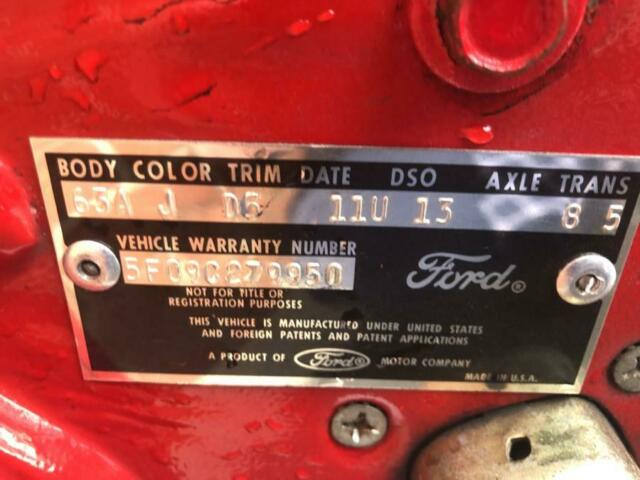 BODY COLOR TRIM DATE DSO AXLE TRANS
63A J D5 11U 13 8 5
VEHICLE WARRANTY NUMBER
5F09C279950
Ford®
NOT FOR TITLE OR
REGISTRATION PURPOSES
THIS VEHICLE IS MANUFACTURED UNDER UNITED STATES
AND FOREIGN PATENTS AND PATENT APPLICATIONS
A PRODUCT OF Ford® MOTOR COMPANY
MADE IN U.S.A.